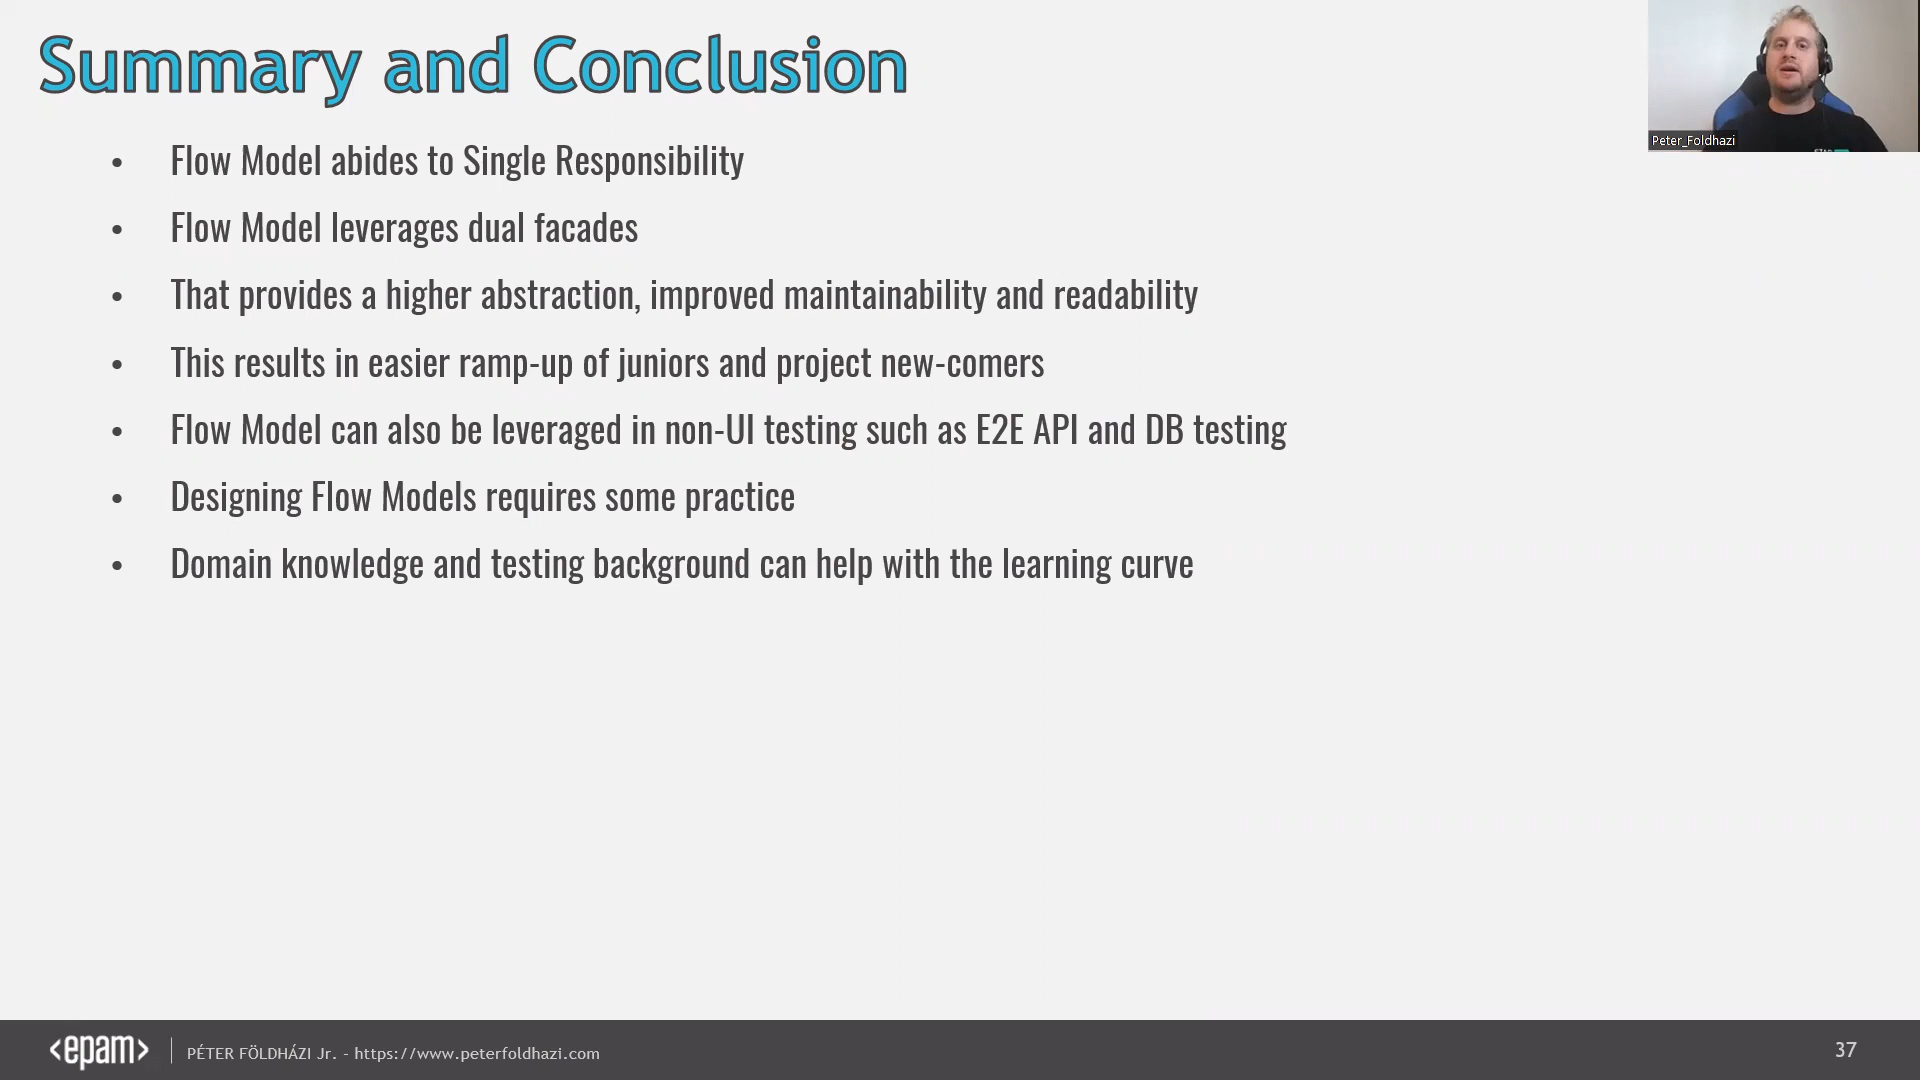 Summary and Conclusion
Peter_Foldhazi
• Flow Model abides to Single Responsibility
• Flow Model leverages dual facades
• That provides a higher abstraction, improved maintainability and readability
• This results in easier ramp-up of juniors and project new-comers
• Flow Model can also be leveraged in non-UI testing such as E2E API and DB testing
• Designing Flow Models requires some practice
• Domain knowledge and testing background can help with the learning curve
<epam> PÉTER FÖLDHÁZI Jr. - https://www.peterfoldhazi.com
37